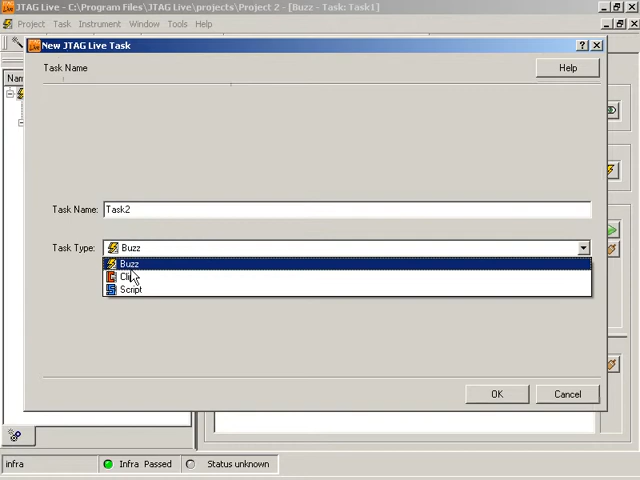 JTAG Live - C:\Program Files\JTAG Live\projects\Project 2 - [Buzz - Task: Task1]
Project Task Instrument Window Tools Help
New JTAG Live Task
Task Name
Help
Nam
Task Name: Task2
Task Type: Buzz
Buzz
Cli
Script
OK
Cancel
infra
Infra Passed
Status unknown